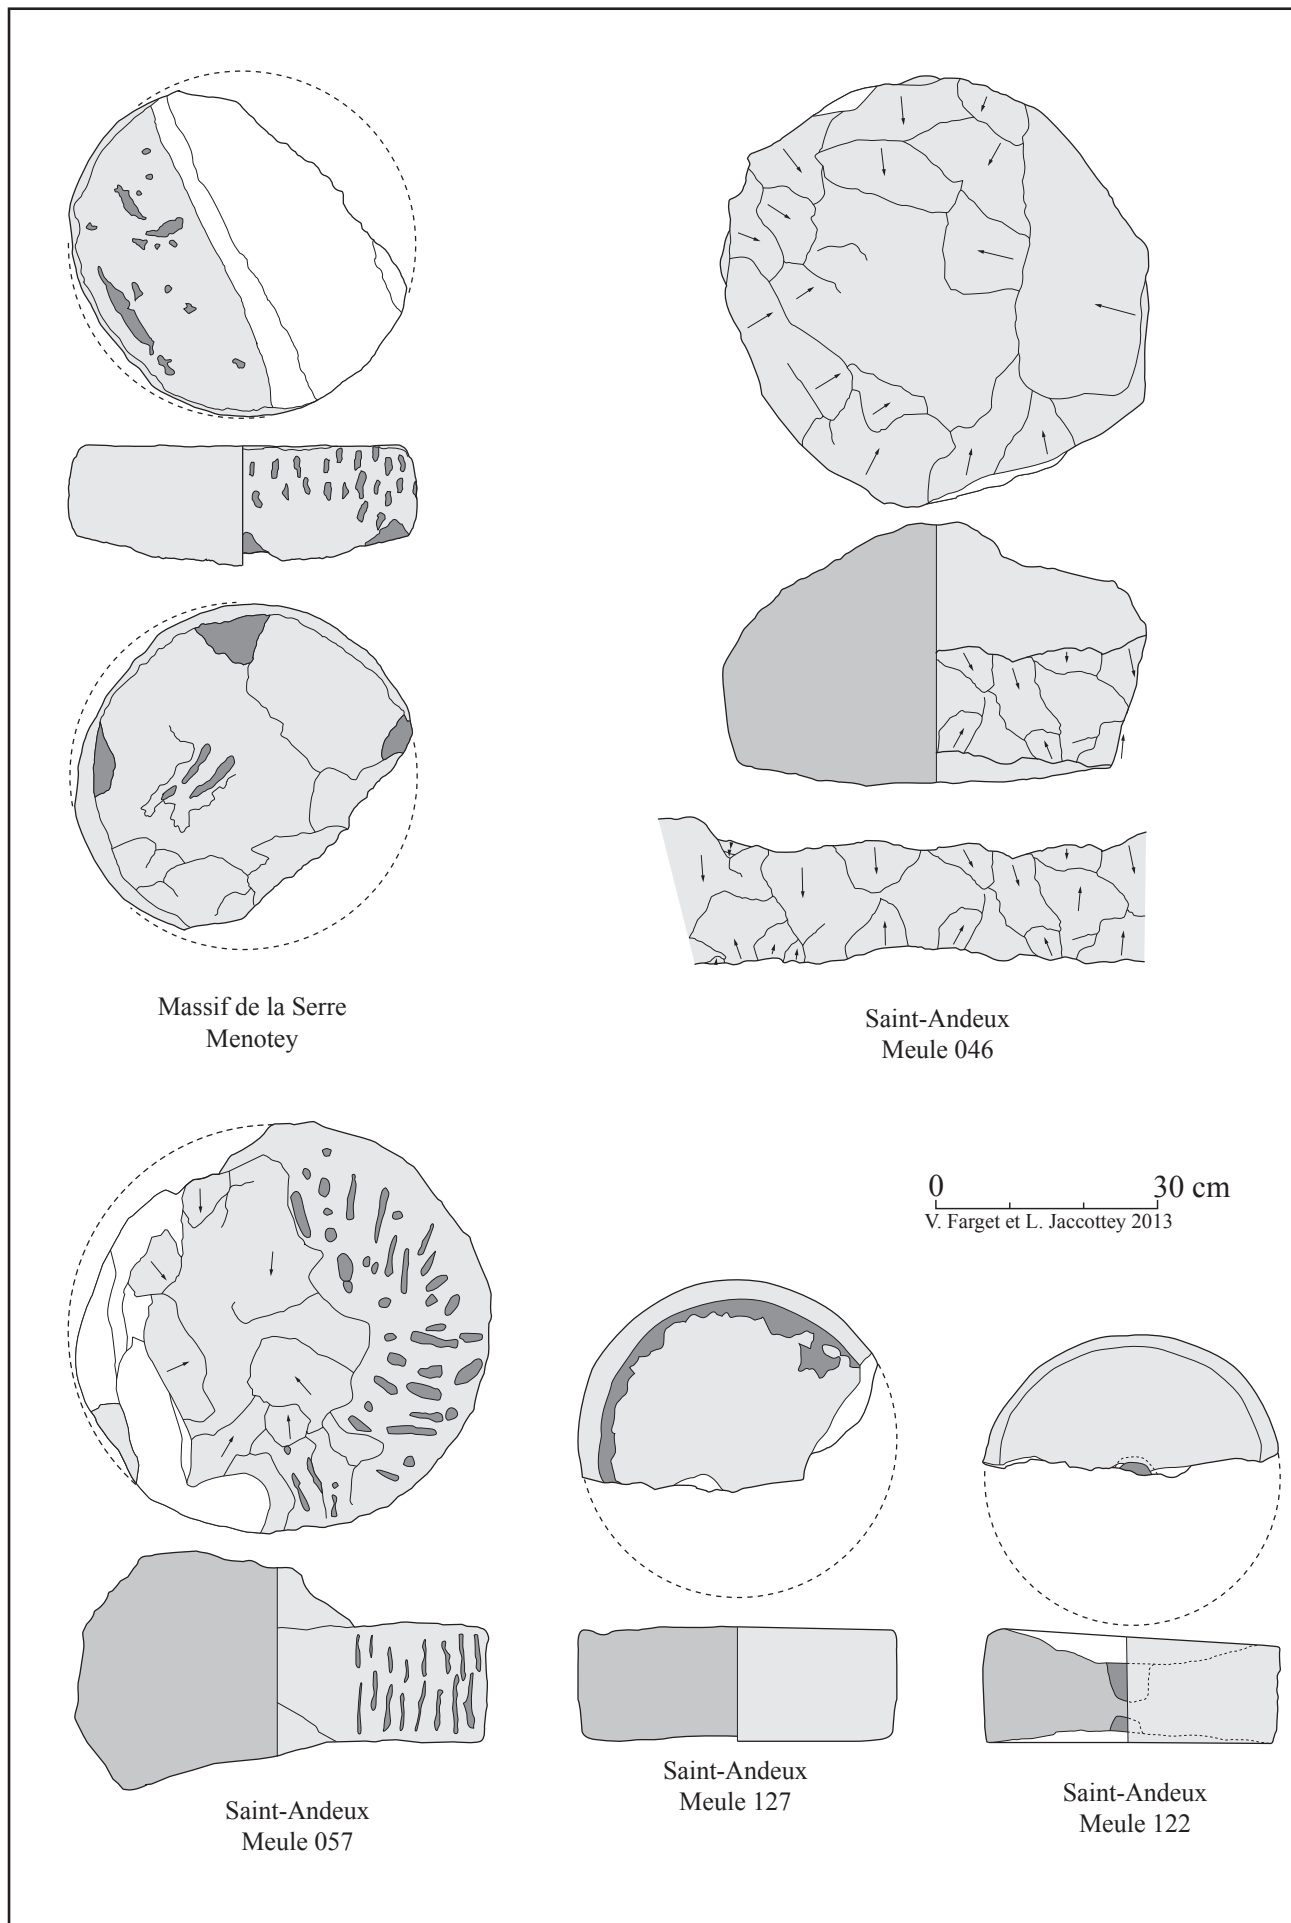 Massif de la Serre
Menotey
Saint-Andeux
Meule 046
0 30 cm
V. Farget et L. Jaccottey 2013
Saint-Andeux
Meule 057
Saint-Andeux
Meule 127
Saint-Andeux
Meule 122